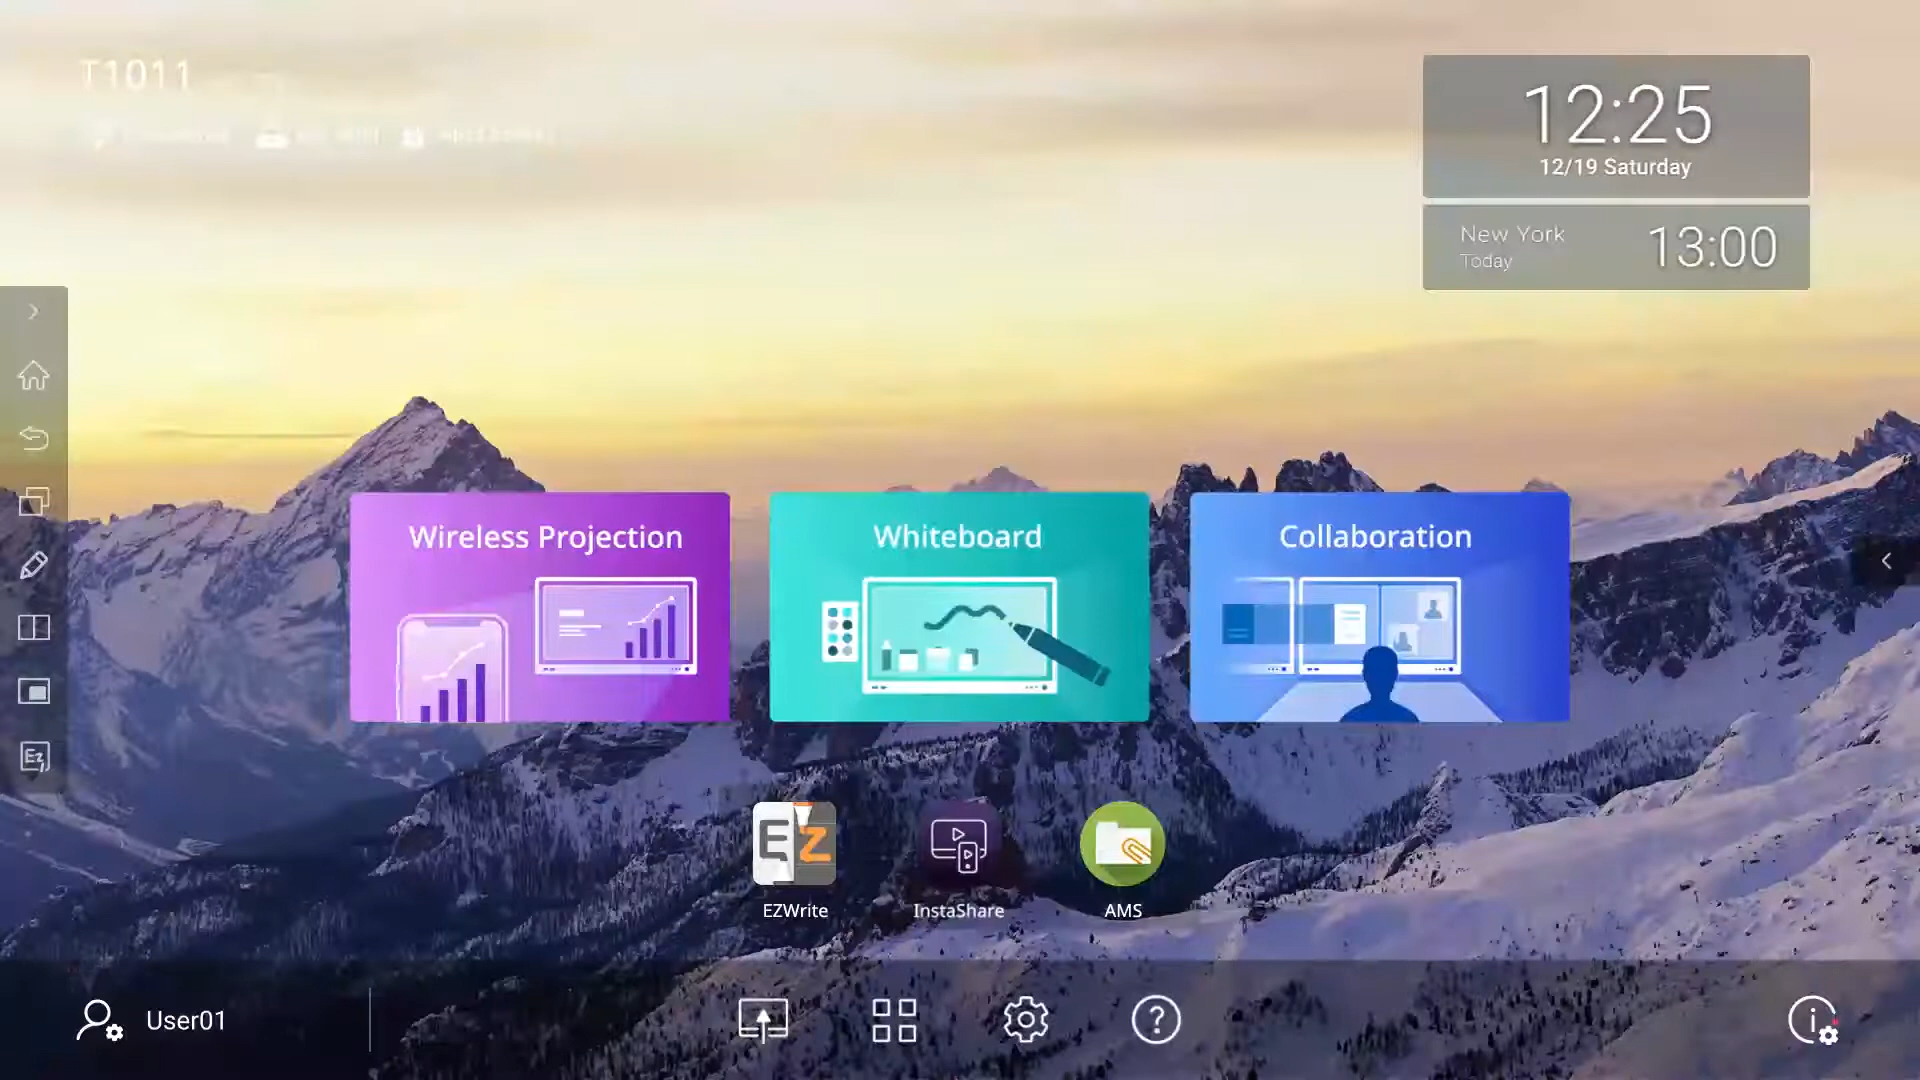 T1011
12:25
12/19 Saturday
New York
Today
13:00
Wireless Projection
Whiteboard
Collaboration
EZ
EZWrite
InstaShare
AMS
User01